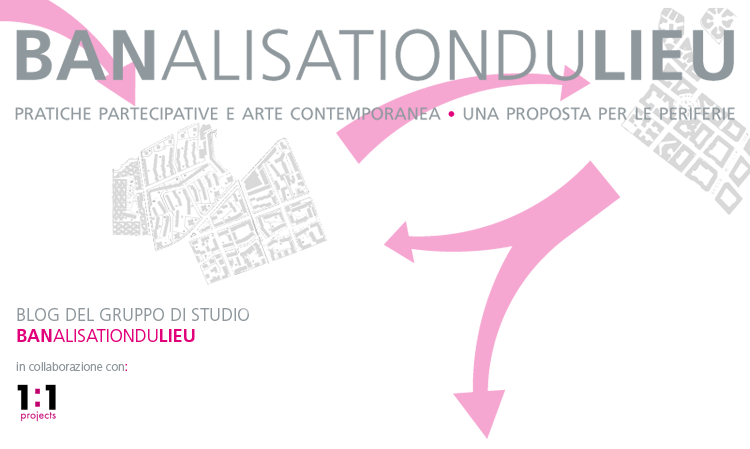 BANALISATIONDULIEU
PRATICHE PARTECIPATIVE E ARTE CONTEMPORANEA • UNA PROPOSTA PER LE PERIFERIE
BLOG DEL GRUPPO DI STUDIO
BANALISATIONDULIEU
in collaborazione con:
1:1
projects